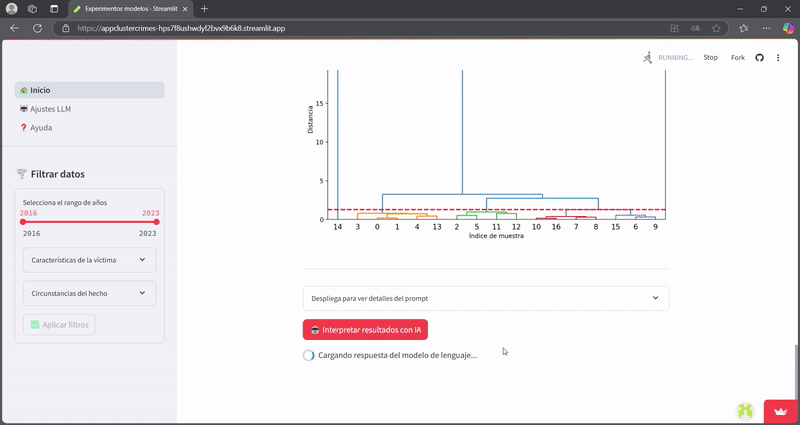 Experimentos modelos - Streamlit
https://appclustercrimes-hps7f8ushwdyf2bvx9b6k8.streamlit.app
RUNNING...
Stop
Fork
Inicio
Ajustes LLM
Ayuda
Filtrar datos
Selecciona el rango de años
2016
2023
2016
2023
Características de la víctima
Circunstancias del hecho
Aplicar filtros
Distancia
15
10
5
0
14 3 0 1 4 13 2 5 11 12 10 16 7 8 15 6 9
Índice de muestra
Despliega para ver detalles del prompt
Interpretar resultados con IA
Cargando respuesta del modelo de lenguaje...